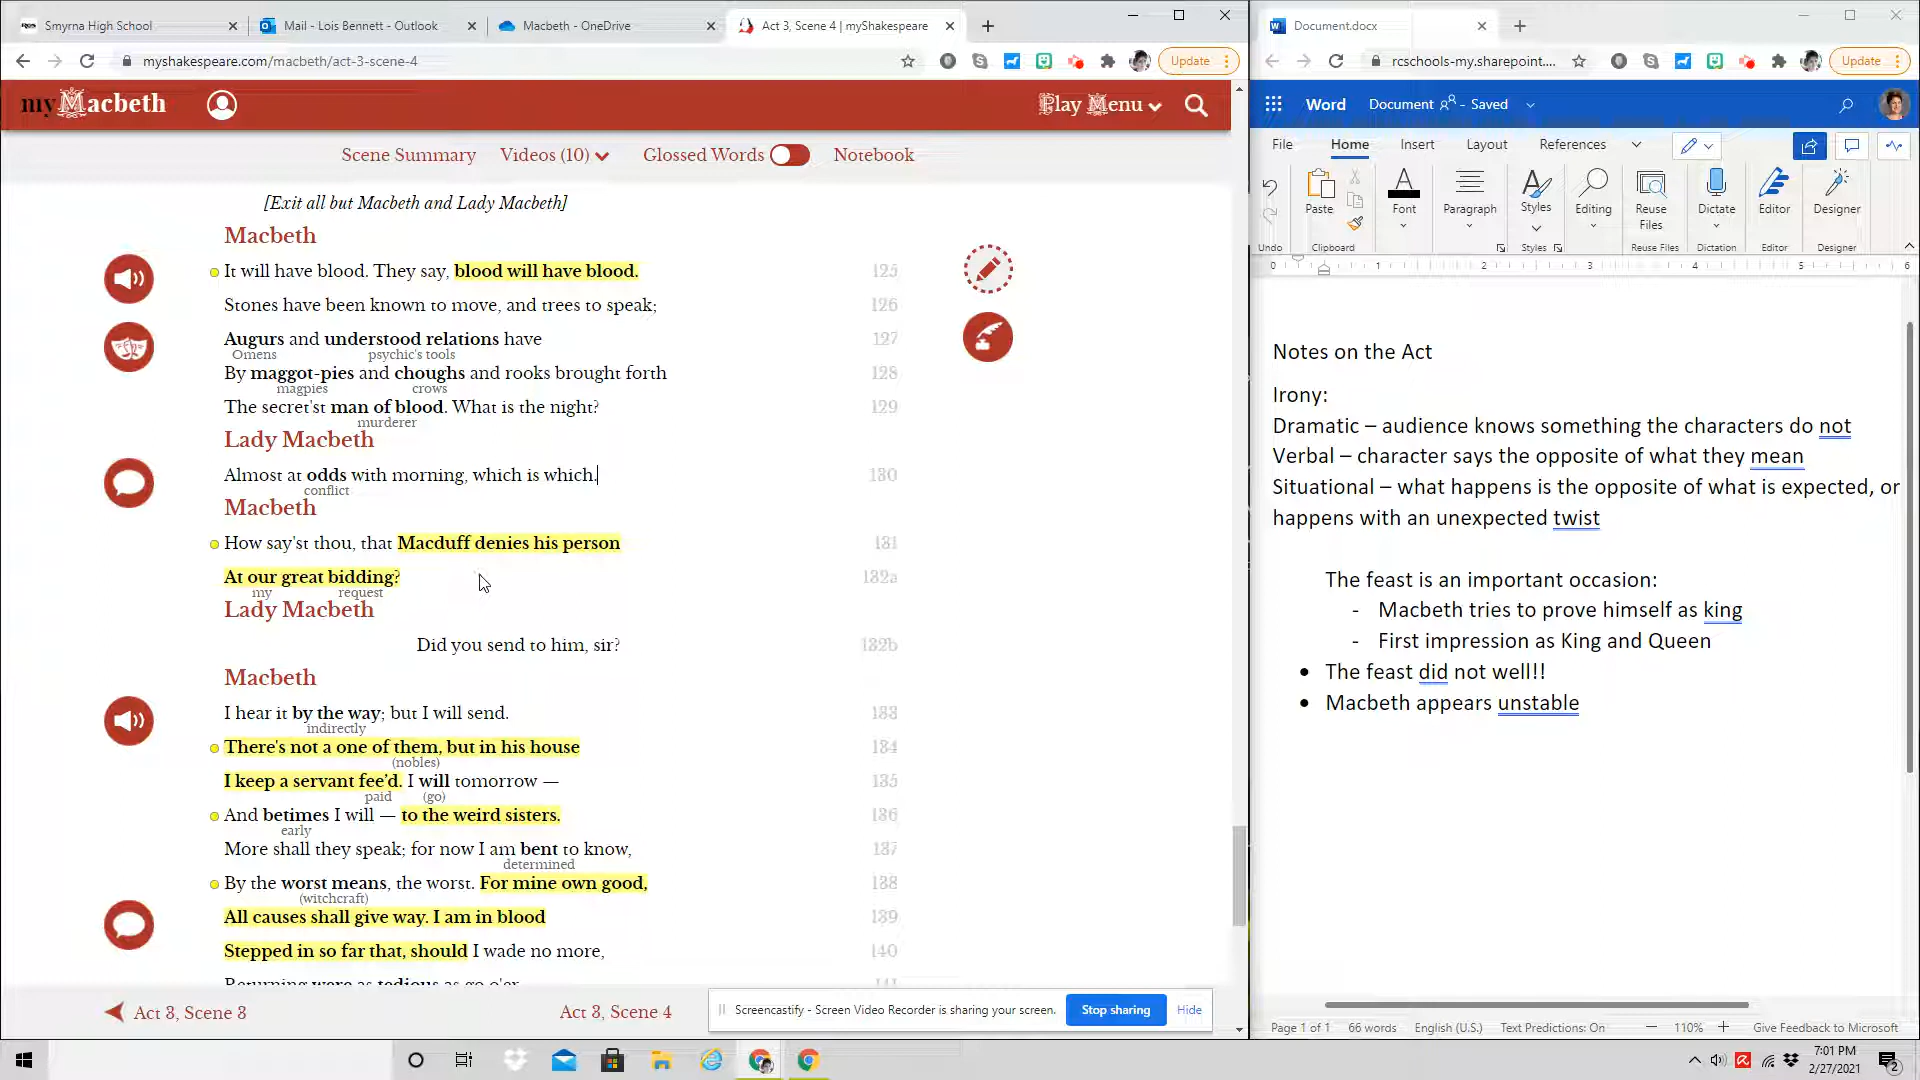 Smyrna High School
Mail - Lois Bennett - Outlook
Macbeth - OneDrive
Act 3, Scene 4 | myShakespeare
myshakespeare.com/macbeth/act-3-scene-4
Update
myMacbeth
Play Menu
Scene Summary
Videos (10)
Glossed Words
Notebook
[Exit all but Macbeth and Lady Macbeth]
Macbeth
It will have blood. They say, blood will have blood. 125
Stones have been known to move, and trees to speak; 126
Augurs and understood relations have 127
Omens psychic's tools
By maggot-pies and choughs and rooks brought forth 128
magpies crows
The secret'st man of blood. What is the night? 129
murderer
Lady Macbeth
Almost at odds with morning, which is which. 130
conflict
Macbeth
How say'st thou, that Macduff denies his person 131
At our great bidding? 132a
my request
Lady Macbeth
Did you send to him, sir? 132b
Macbeth
I hear it by the way; but I will send. 133
indirectly
There's not a one of them, but in his house 134
(nobles)
I keep a servant fee'd. I will tomorrow — 135
paid (go)
And betimes I will — to the weird sisters. 136
early
More shall they speak; for now I am bent to know, 137
determined
By the worst means, the worst. For mine own good, 138
(witchcraft)
All causes shall give way. I am in blood 139
Stepped in so far that, should I wade no more, 140
Returning were as tedious as go o'er. 141
Act 3, Scene 3
Act 3, Scene 4
Screencastify - Screen Video Recorder is sharing your screen.
Stop sharing
Hide
Document.docx
rcschools-my.sharepoint....
Update
Word
Document - Saved
File
Home
Insert
Layout
References
Paste
Font
Paragraph
Styles
Editing
Reuse
Files
Dictate
Editor
Designer
Undo
Clipboard
Styles
Reuse Files
Dictation
Editor
Designer
0 1 2 3 4 5 6
Notes on the Act
Irony:
Dramatic – audience knows something the characters do not
Verbal – character says the opposite of what they mean
Situational – what happens is the opposite of what is expected, or
happens with an unexpected twist
The feast is an important occasion:
- Macbeth tries to prove himself as king
- First impression as King and Queen
• The feast did not well!!
• Macbeth appears unstable
Page 1 of 1
66 words
English (U.S.)
Text Predictions: On
110%
Give Feedback to Microsoft
7:01 PM
2/27/2021
2